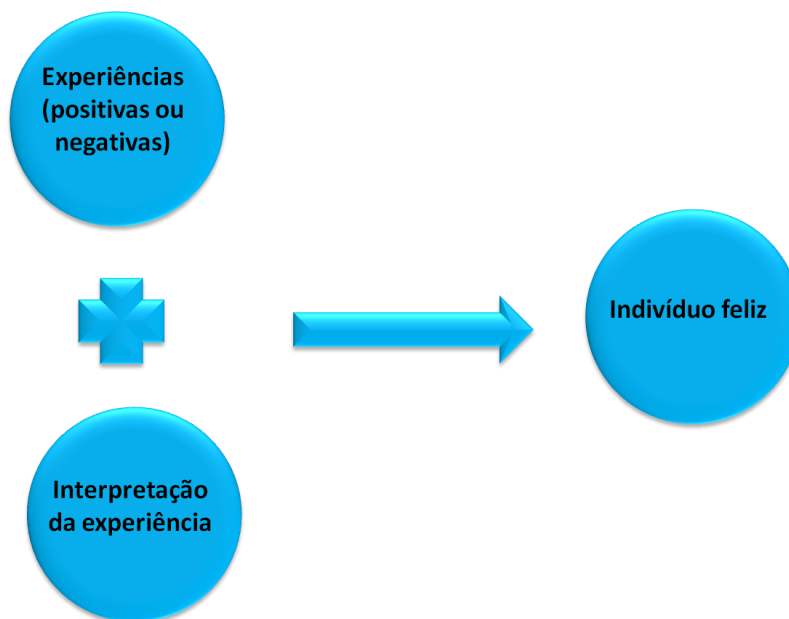 Experiências
(positivas ou
negativas)
Indivíduo feliz
Interpretação
da experiência